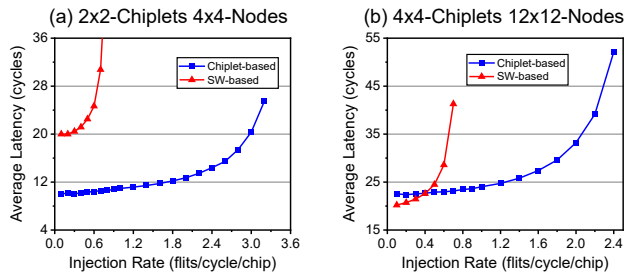 (a) 2x2-Chiplets 4x4-Nodes
36
28
20
12
4
Average Latency (cycles)
Chiplet-based
SW-based
0.0 0.6 1.2 1.8 2.4 3.0 3.6
Injection Rate (flits/cycle/chip)
(b) 4x4-Chiplets 12x12-Nodes
55
45
35
25
15
Average Latency (cycles)
Chiplet-based
SW-based
0.0 0.4 0.8 1.2 1.6 2.0 2.4
Injection Rate (flits/cycle/chip)